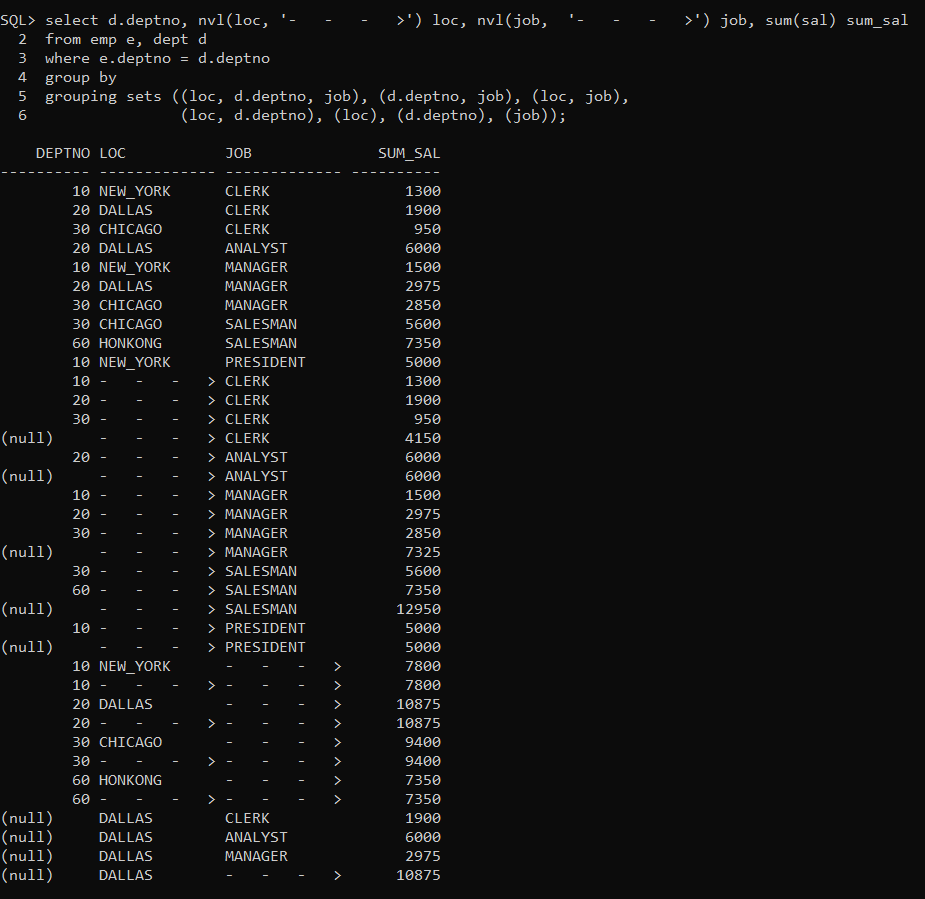 SQL> select d.deptno, nvl(loc, '-   -   -   >') loc, nvl(job,  '-   -   -   >') job, sum(sal) sum_sal
  2  from emp e, dept d
  3  where e.deptno = d.deptno
  4  group by
  5  grouping sets ((loc, d.deptno, job), (d.deptno, job), (loc, job),
  6                 (loc, d.deptno), (loc), (d.deptno), (job));
    DEPTNO LOC           JOB              SUM_SAL
---------- ------------- ------------- ----------
        10 NEW_YORK      CLERK               1300
        20 DALLAS        CLERK               1900
        30 CHICAGO       CLERK                950
        20 DALLAS        ANALYST             6000
        10 NEW_YORK      MANAGER             1500
        20 DALLAS        MANAGER             2975
        30 CHICAGO       MANAGER             2850
        30 CHICAGO       SALESMAN            5600
        60 HONKONG       SALESMAN            7350
        10 NEW_YORK      PRESIDENT           5000
        10 -   -   -   > CLERK               1300
        20 -   -   -   > CLERK               1900
        30 -   -   -   > CLERK                950
(null)     -   -   -   > CLERK               4150
        20 -   -   -   > ANALYST             6000
(null)     -   -   -   > ANALYST             6000
        10 -   -   -   > MANAGER             1500
        20 -   -   -   > MANAGER             2975
        30 -   -   -   > MANAGER             2850
(null)     -   -   -   > MANAGER             7325
        30 -   -   -   > SALESMAN            5600
        60 -   -   -   > SALESMAN            7350
(null)     -   -   -   > SALESMAN           12950
        10 -   -   -   > PRESIDENT           5000
(null)     -   -   -   > PRESIDENT           5000
        10 NEW_YORK      -   -   -   >       7800
        10 -   -   -   > -   -   -   >       7800
        20 DALLAS        -   -   -   >      10875
        20 -   -   -   > -   -   -   >      10875
        30 CHICAGO       -   -   -   >       9400
        30 -   -   -   > -   -   -   >       9400
        60 HONKONG       -   -   -   >       7350
        60 -   -   -   > -   -   -   >       7350
(null)     DALLAS        CLERK               1900
(null)     DALLAS        ANALYST             6000
(null)     DALLAS        MANAGER             2975
(null)     DALLAS        -   -   -   >      10875